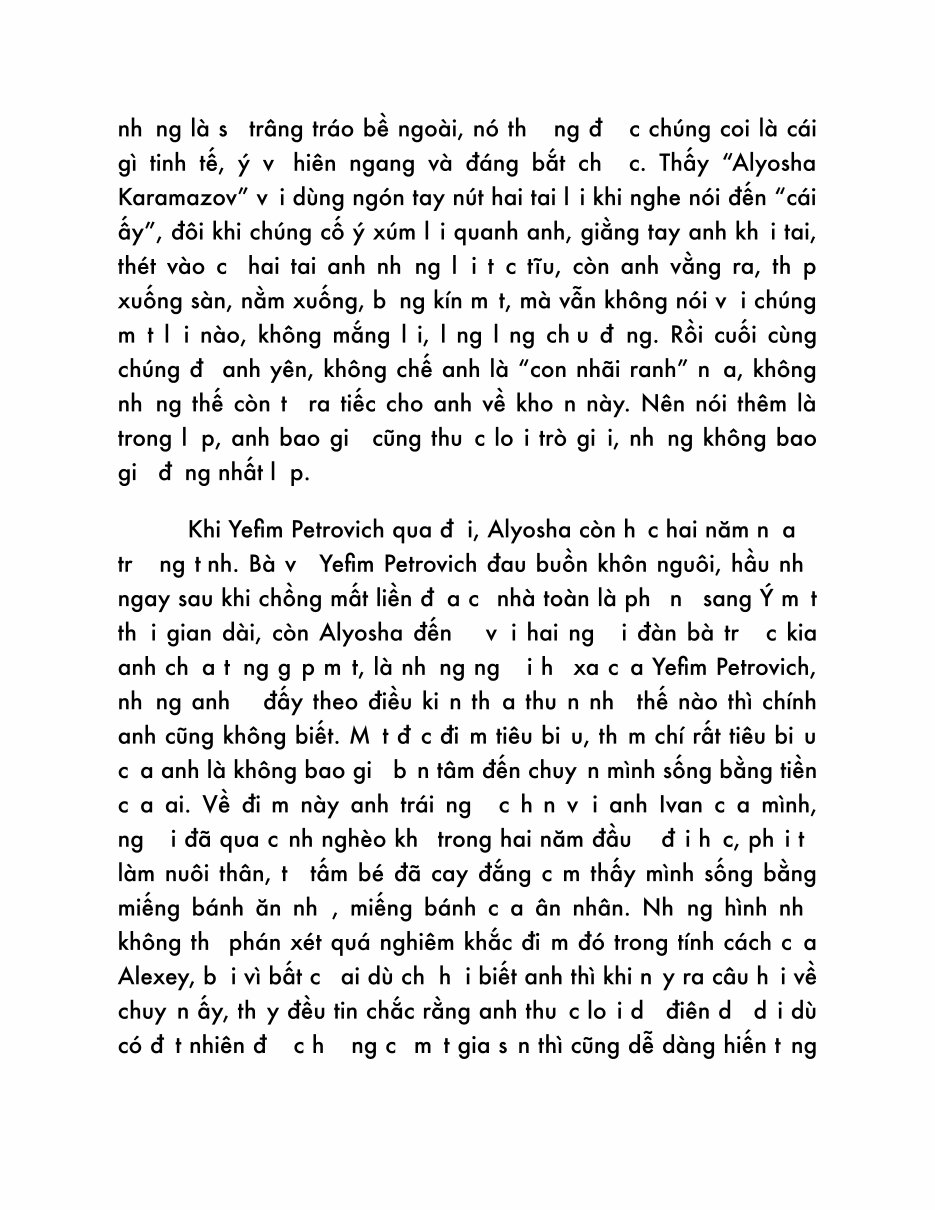 nh ng là s trâng tráo bề ngoài, nó th ng đ c chúng coi là cái
gì tinh tế, ý v hiên ngang và đáng bắt ch c. Thấy “Alyosha
Karamazov” v i dùng ngón tay nút hai tai l i khi nghe nói đến “cái
ấy”, đôi khi chúng cố ý xúm l i quanh anh, giằng tay anh kh i tai,
thét vào c hai tai anh nh ng l i t c tĩu, còn anh vằng ra, th p
xuống sàn, nằm xuống, b ng kín m t, mà vẫn không nói v i chúng
m t l i nào, không mắng l i, l ng l ng ch u đ ng. Rồi cuối cùng
chúng đ anh yên, không chế anh là “con nhãi ranh” n a, không
nh ng thế còn t ra tiếc cho anh về kho n này. Nên nói thêm là
trong l p, anh bao gi cũng thu c lo i trò gi i, nh ng không bao
gi đ ng nhất l p.
Khi Yefim Petrovich qua đ i, Alyosha còn h c hai năm n a
tr ng t nh. Bà v Yefim Petrovich đau buồn khôn nguôi, hầu nh
ngay sau khi chồng mất liền đ a c nhà toàn là ph n sang Ý m t
th i gian dài, còn Alyosha đến v i hai ng i đàn bà tr c kia
anh ch a t ng g p m t, là nh ng ng i h xa c a Yefim Petrovich,
nh ng anh đấy theo điều ki n th a thu n nh thế nào thì chính
anh cũng không biết. M t đ c đi m tiêu bi u, th m chí rất tiêu bi u
c a anh là không bao gi b n tâm đến chuy n mình sống bằng tiền
c a ai. Về đi m này anh trái ng c h n v i anh Ivan c a mình,
ng i đã qua c nh nghèo kh trong hai năm đầu đ i h c, ph i t
làm nuôi thân, t tấm bé đã cay đắng c m thấy mình sống bằng
miếng bánh ăn nh , miếng bánh c a ân nhân. Nh ng hình nh
không th phán xét quá nghiêm khắc đi m đó trong tính cách c a
Alexey, b i vì bất c ai dù ch h i biết anh thì khi n y ra câu h i về
chuy n ấy, th y đều tin chắc rằng anh thu c lo i d điên d d i dù
có đ t nhiên đ c h ng c m t gia s n thì cũng dễ dàng hiến t ng